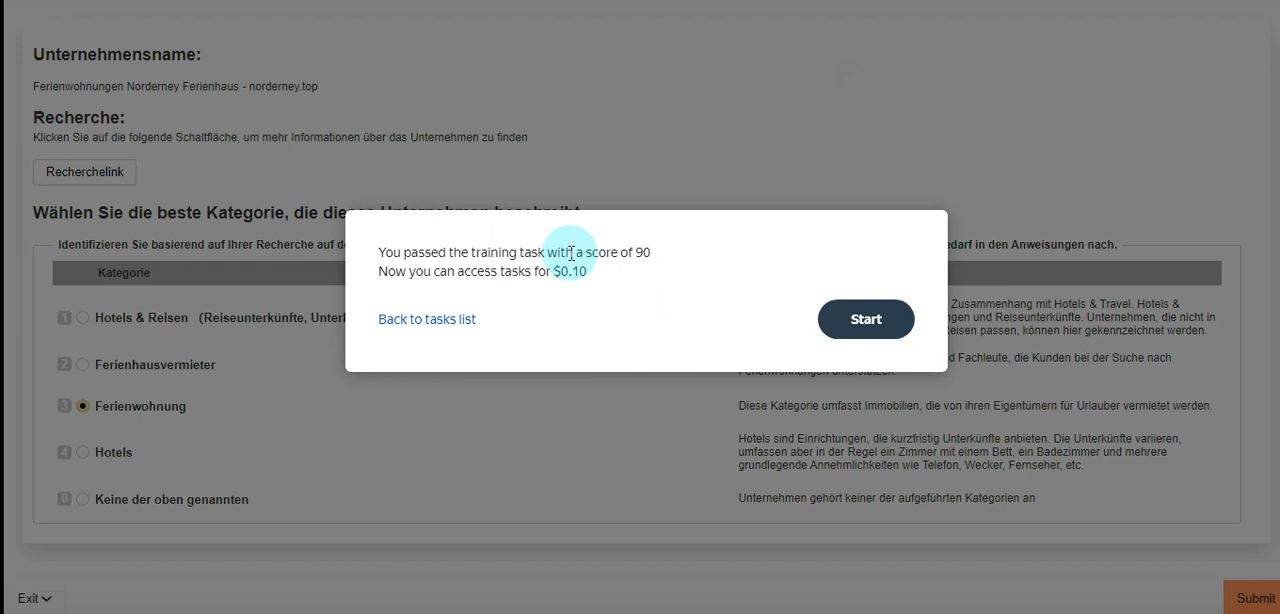 Unternehmensname:
Ferienwohnungen Norderney Ferienhaus - norderney.top
Recherche:
Klicken Sie auf die folgende Schaltfläche, um mehr Informationen über das Unternehmen zu finden
Recherchelink
Wählen Sie die beste Kategorie, die dieses Unternehmen beschreibt
Identifizieren Sie basierend auf Ihrer Recherche auf d
edarf in den Anweisungen nach.
Kategorie
You passed the training task with a score of 90
Now you can access tasks for $0.10
Back to tasks list
Start
1 Hotels & Reisen (Reiseunterkünfte, Unterl
Zusammenhang mit Hotels & Travel. Hotels &
gen und Reiseunterkünfte. Unternehmen, die nicht in
eisen passen, können hier gekennzeichnet werden.
2 Ferienhausvermieter
d Fachleute, die Kunden bei der Suche nach
Ferienwohnungen unterstützen.
3 Ferienwohnung
Diese Kategorie umfasst Immobilien, die von ihren Eigentümern für Urlauber vermietet werden.
4 Hotels
Hotels sind Einrichtungen, die kurzfristig Unterkünfte anbieten. Die Unterkünfte variieren,
umfassen aber in der Regel ein Zimmer mit einem Bett, ein Badezimmer und mehrere
grundlegende Annehmlichkeiten wie Telefon, Wecker, Fernseher, etc.
0 Keine der oben genannten
Unternehmen gehört keiner der aufgeführten Kategorien an
Exit
Submit